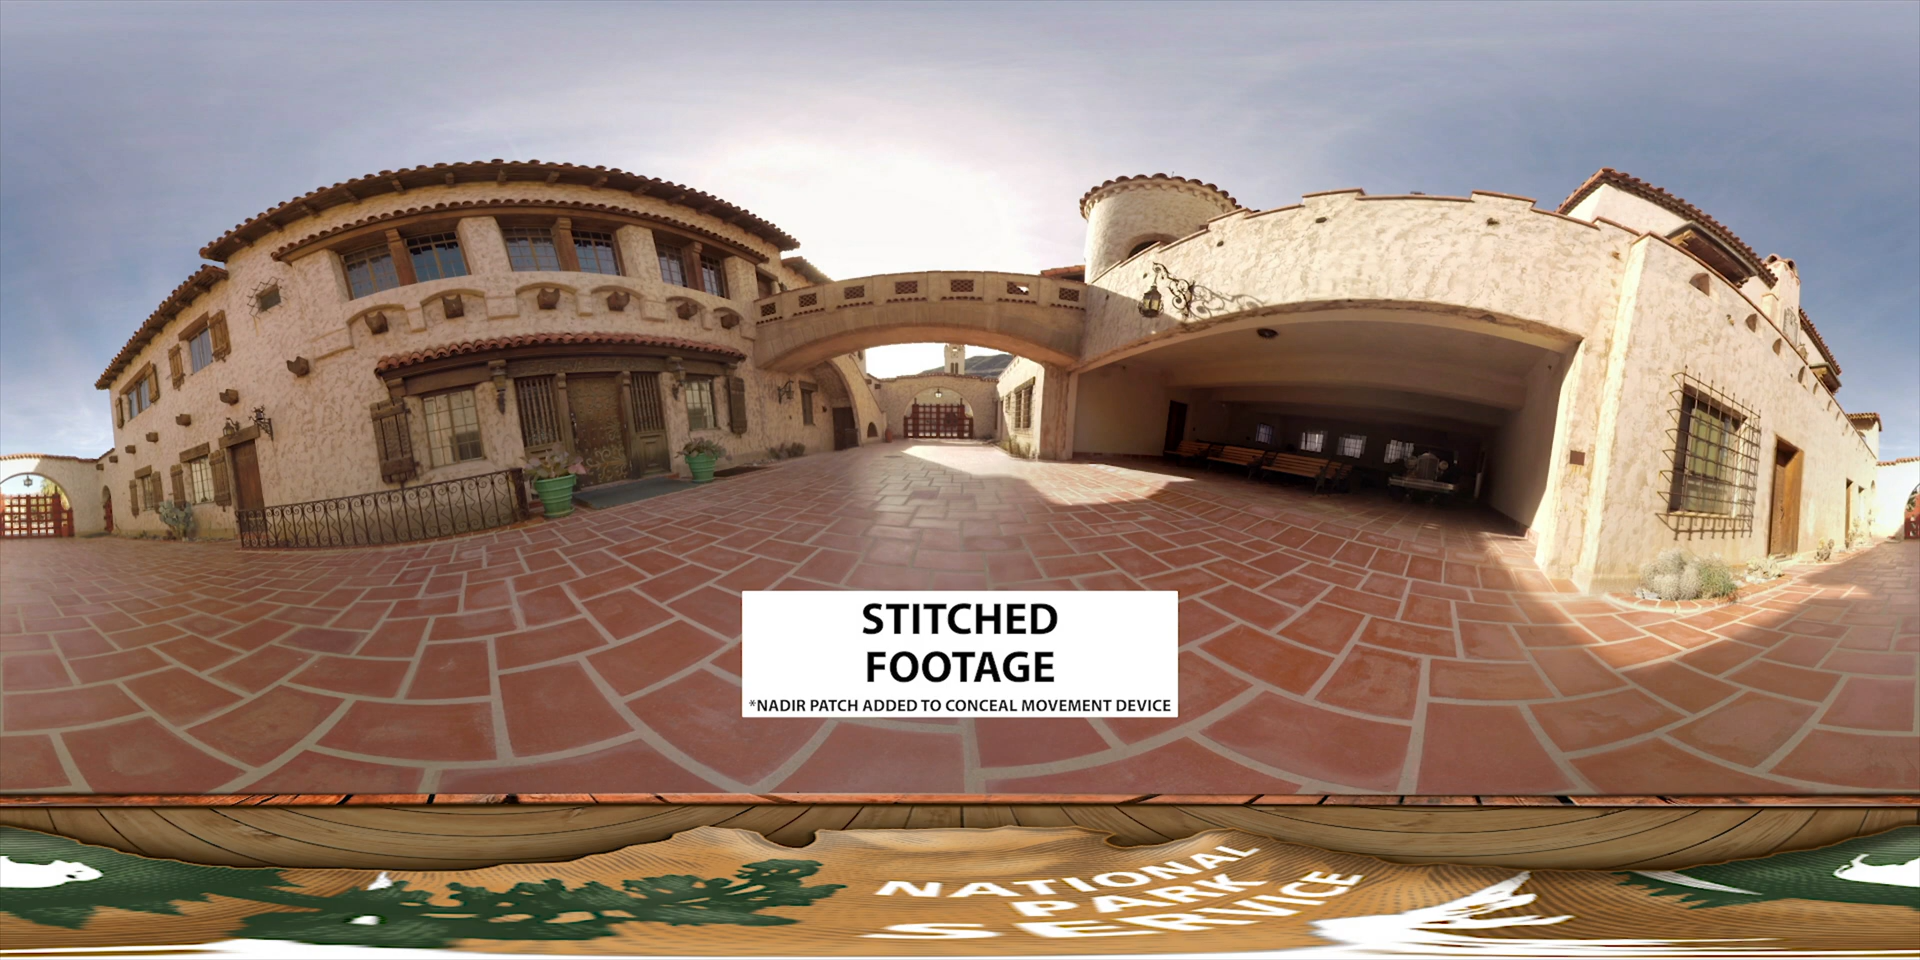 STITCHED
FOOTAGE
*NADIR PATCH ADDED TO CONCEAL MOVEMENT DEVICE
NATIONAL
PARK
SERVICE